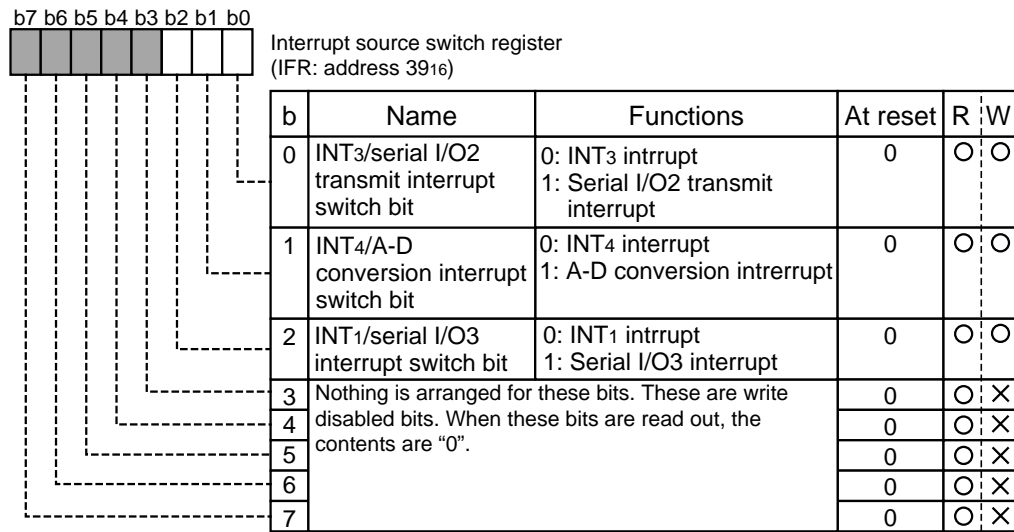 b7 b6 b5 b4 b3 b2 b1 b0
Interrupt source switch register
(IFR: address 3916)
b Name Functions At reset R W
0 INT3/serial I/O2 transmit interrupt switch bit
0: INT3 intrrupt
1: Serial I/O2 transmit interrupt
0
1 INT4/A-D conversion interrupt switch bit
0: INT4 interrupt
1: A-D conversion intrerrupt
0
2 INT1/serial I/O3 interrupt switch bit
0: INT1 intrrupt
1: Serial I/O3 interrupt
0
3 Nothing is arranged for these bits. These are write
disabled bits. When these bits are read out, the
contents are “0”.
0
4 0
5 0
6 0
7 0